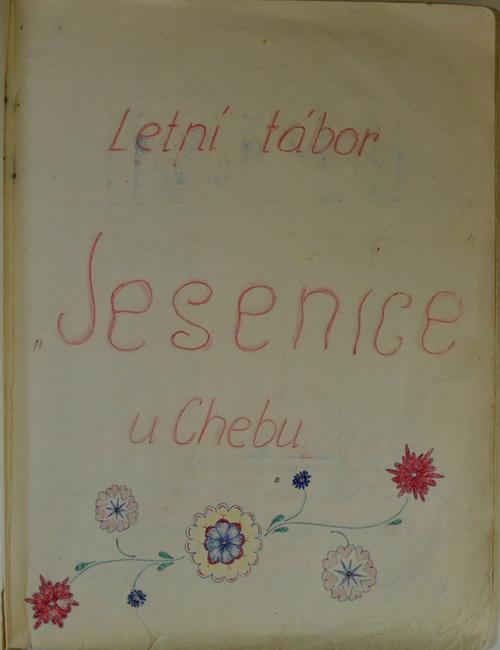 Letní tábor
„Jesenice"
u Chebu